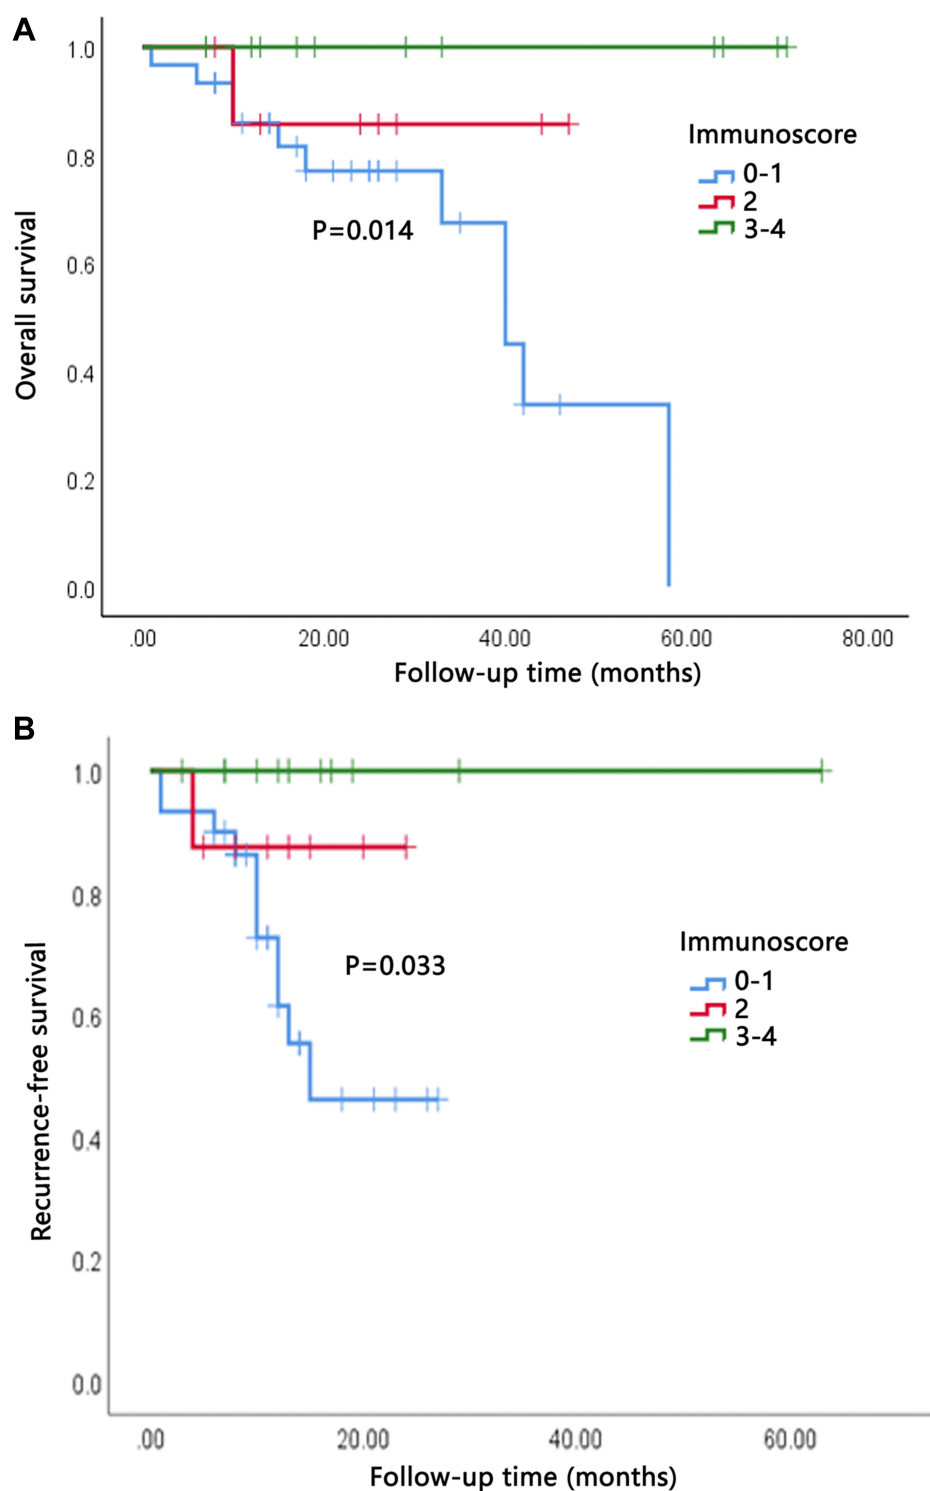 A
1.0
0.8
0.6
0.4
0.2
0.0
Overall survival
Immunoscore
0-1
2
3-4
P=0.014
.00 20.00 40.00 60.00 80.00
Follow-up time (months)
B
1.0
0.8
0.6
0.4
0.2
0.0
Recurrence-free survival
Immunoscore
0-1
2
3-4
P=0.033
.00 20.00 40.00 60.00
Follow-up time (months)